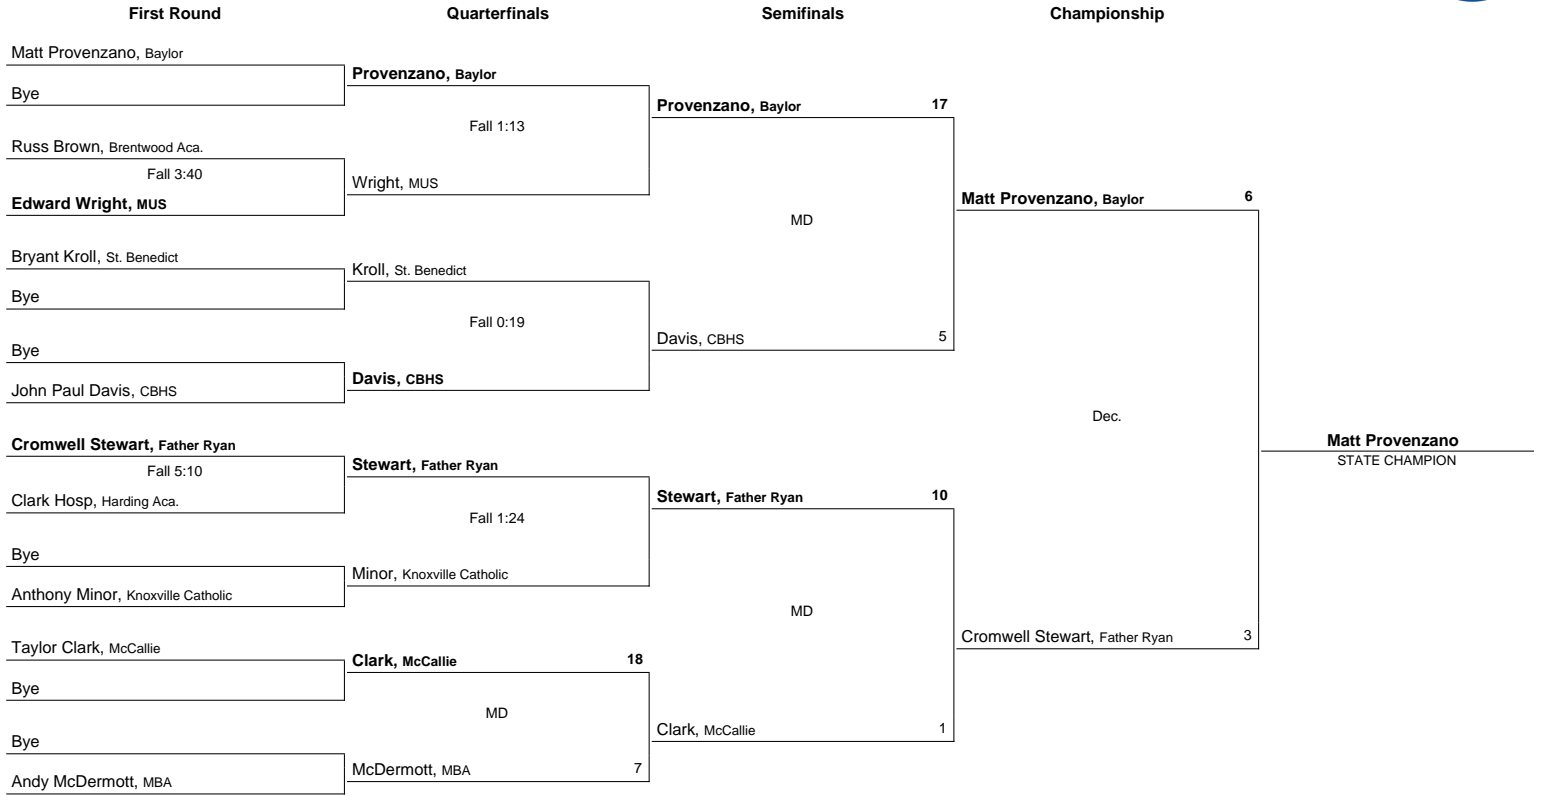 First Round Quarterfinals Semifinals Championship
Matt Provenzano, Baylor
Bye
Russ Brown, Brentwood Aca.
Fall 3:40
Edward Wright, MUS
Bryant Kroll, St. Benedict
Bye
Bye
John Paul Davis, CBHS
Cromwell Stewart, Father Ryan
Fall 5:10
Clark Hosp, Harding Aca.
Bye
Anthony Minor, Knoxville Catholic
Taylor Clark, McCallie
Bye
Bye
Andy McDermott, MBA
Provenzano, Baylor
Fall 1:13
Wright, MUS
Kroll, St. Benedict
Fall 0:19
Davis, CBHS
Stewart, Father Ryan
Fall 1:24
Minor, Knoxville Catholic
Clark, McCallie 18
MD
McDermott, MBA 7
Provenzano, Baylor 17
MD
Davis, CBHS 5
Stewart, Father Ryan 10
MD
Clark, McCallie 1
Matt Provenzano, Baylor 6
Dec.
Cromwell Stewart, Father Ryan 3
Matt Provenzano
STATE CHAMPION